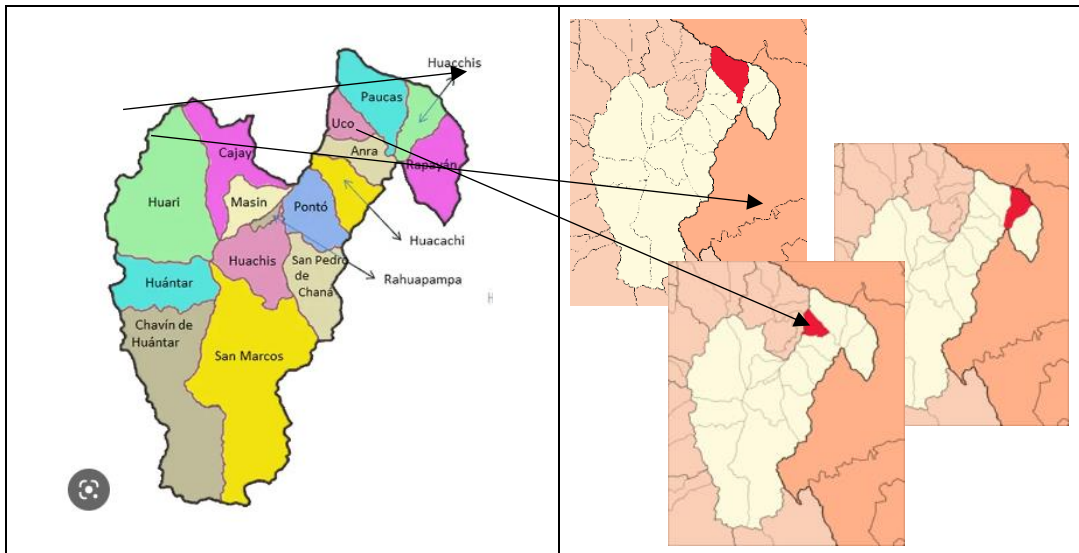 Huacchis
Paucas
Uco
Anra
Rapayán
Cajay
Huari
Masin
Pontó
Huacachi
Huachis
San Pedro
de
Chaná
Rahuapampa
Huántar
Chavín de
Huántar
San Marcos
H